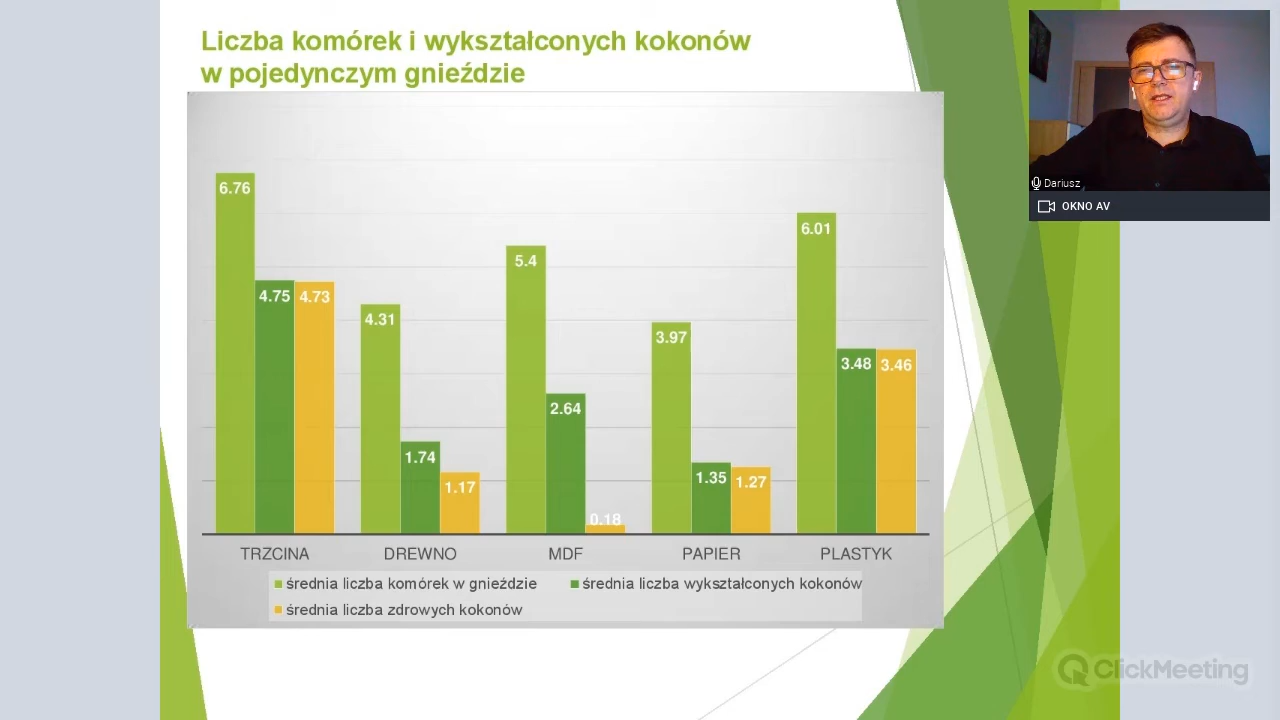 Liczba komórek i wykształconych kokonów
w pojedynczym gnieździe
6.76
4.75
4.73
4.31
1.74
1.17
5.4
2.64
0.18
3.97
1.35
1.27
6.01
3.48
3.46
TRZCINA
DREWNO
MDF
PAPIER
PLASTYK
średnia liczba komórek w gnieździe
średnia liczba wykształconych kokonów
średnia liczba zdrowych kokonów
Dariusz
OKNO AV
ClickMeeting